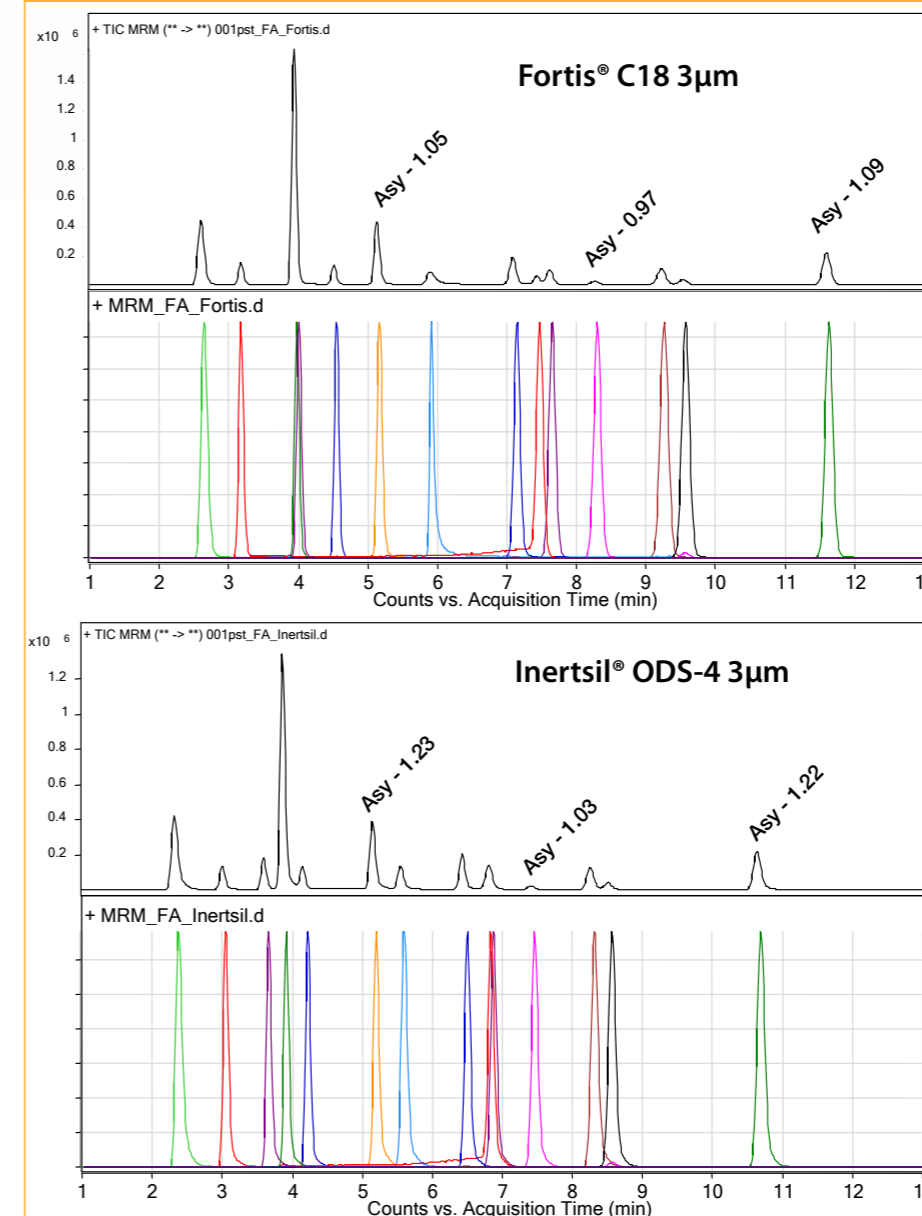 + TIC MRM (** -> **) 001pst_FA_Fortis.d
x10 6
Fortis® C18 3µm
1.4
1.2
1
0.8
0.6
0.4
0.2
Asy - 1.05
Asy - 0.97
Asy - 1.09
+ MRM_FA_Fortis.d
1 2 3 4 5 6 7 8 9 10 11 12 13
Counts vs. Acquisition Time (min)
+ TIC MRM (** -> **) 001pst_FA_Inertsil.d
x10 6
Inertsil® ODS-4 3µm
1.2
1
0.8
0.6
0.4
0.2
Asy - 1.23
Asy - 1.03
Asy - 1.22
+ MRM_FA_Inertsil.d
1 2 3 4 5 6 7 8 9 10 11 12 13
Counts vs. Acquisition Time (min)